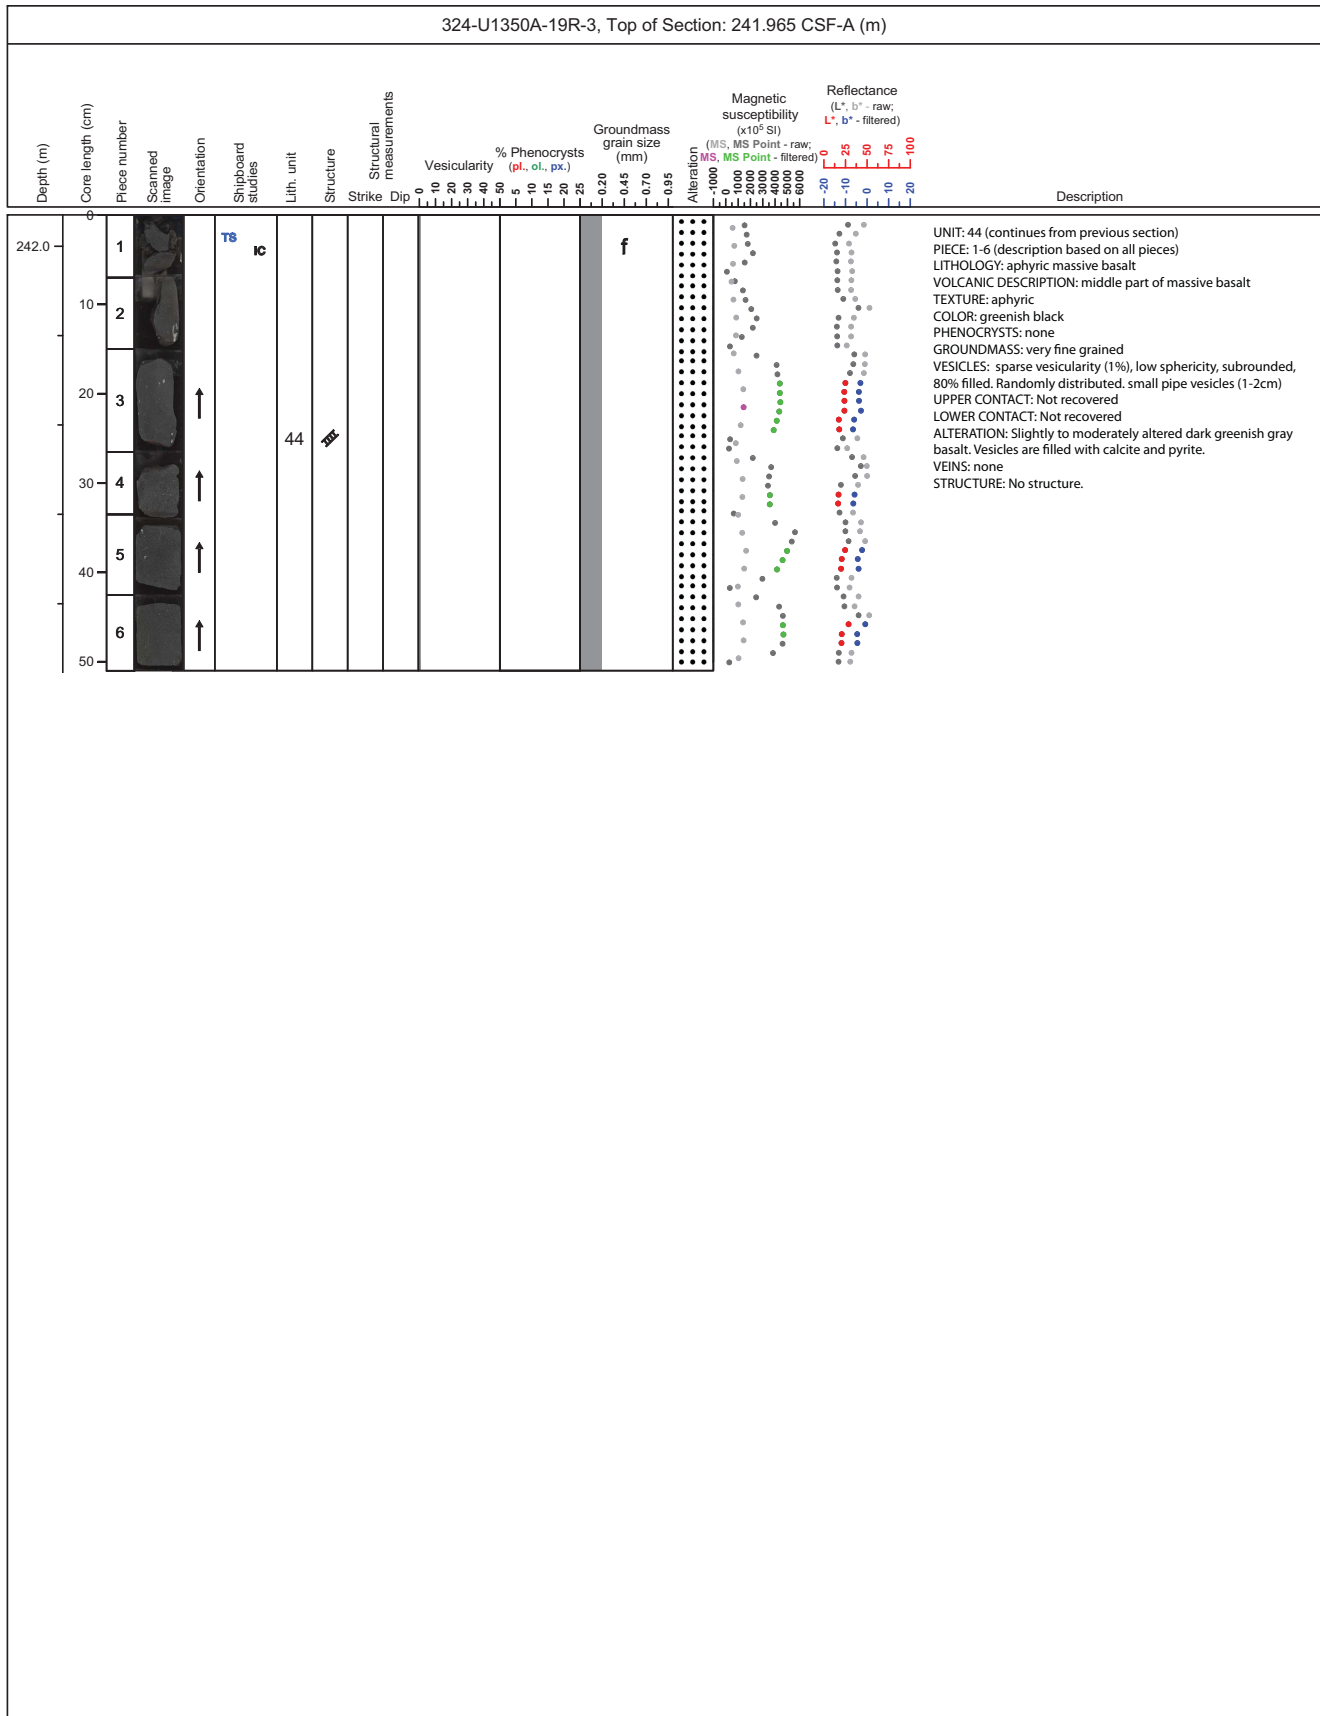 324-U1350A-19R-3, Top of Section: 241.965 CSF-A (m)
Depth (m)
Core length (cm)
Piece number
Scanned
image
Orientation
Shipboard
studies
Lith. unit
Structure
Structural
measurements
Strike Dip
Vesicularity
0 10 20 30 40 50
% Phenocrysts
(pl., ol., px.)
5 10 15 20 25
Groundmass
grain size
(mm)
0.20 0.45 0.70 0.95
Alteration
Magnetic
susceptibility
(x10⁵ SI)
(MS, MS Point - raw;
MS, MS Point - filtered)
-1000 0 1000 2000 3000 4000 5000 6000
Reflectance
(L*, b* - raw;
L*, b* - filtered)
0 25 50 75 100
-20 -10 0 10 20
Description
0
10
20
30
40
50
242.0
1
2
3
4
5
6
TS
IC
44
f
UNIT: 44 (continues from previous section)
PIECE: 1-6 (description based on all pieces)
LITHOLOGY: aphyric massive basalt
VOLCANIC DESCRIPTION: middle part of massive basalt
TEXTURE: aphyric
COLOR: greenish black
PHENOCRYSTS: none
GROUNDMASS: very fine grained
VESICLES: sparse vesicularity (1%), low sphericity, subrounded,
80% filled. Randomly distributed. small pipe vesicles (1-2cm)
UPPER CONTACT: Not recovered
LOWER CONTACT: Not recovered
ALTERATION: Slightly to moderately altered dark greenish gray
basalt. Vesicles are filled with calcite and pyrite.
VEINS: none
STRUCTURE: No structure.